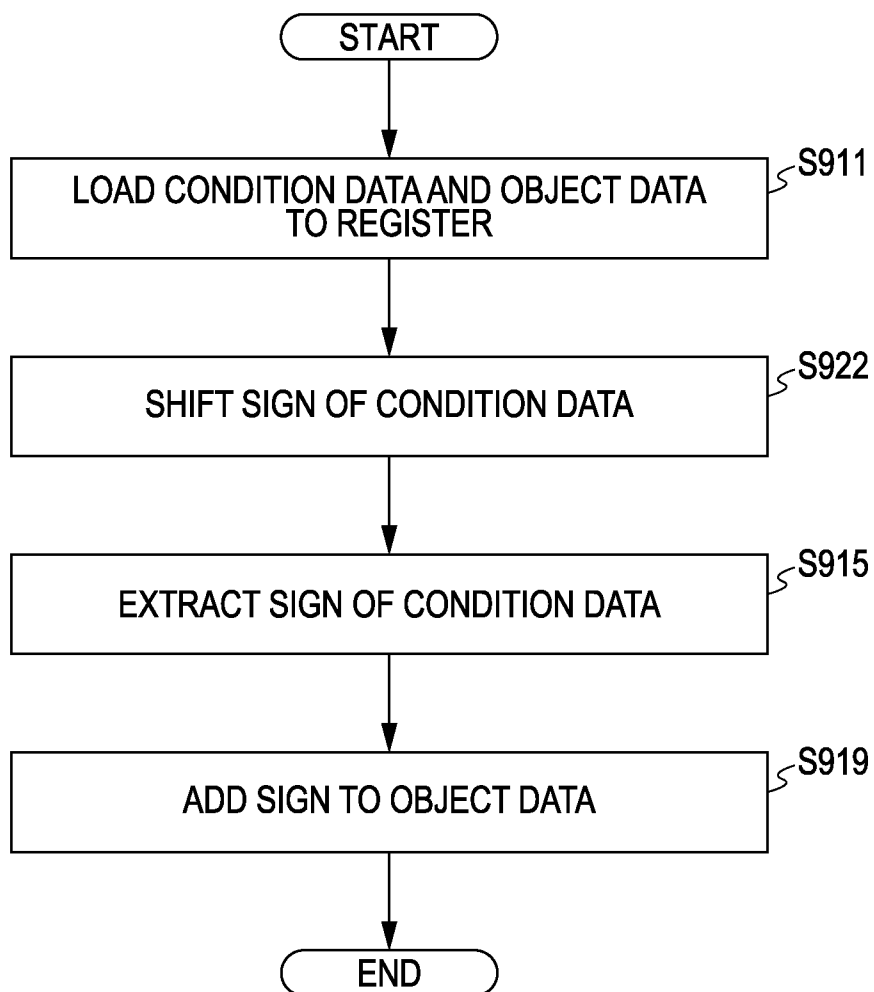 START
S911
LOAD CONDITION DATA AND OBJECT DATA
TO REGISTER
S922
SHIFT SIGN OF CONDITION DATA
S915
EXTRACT SIGN OF CONDITION DATA
S919
ADD SIGN TO OBJECT DATA
END